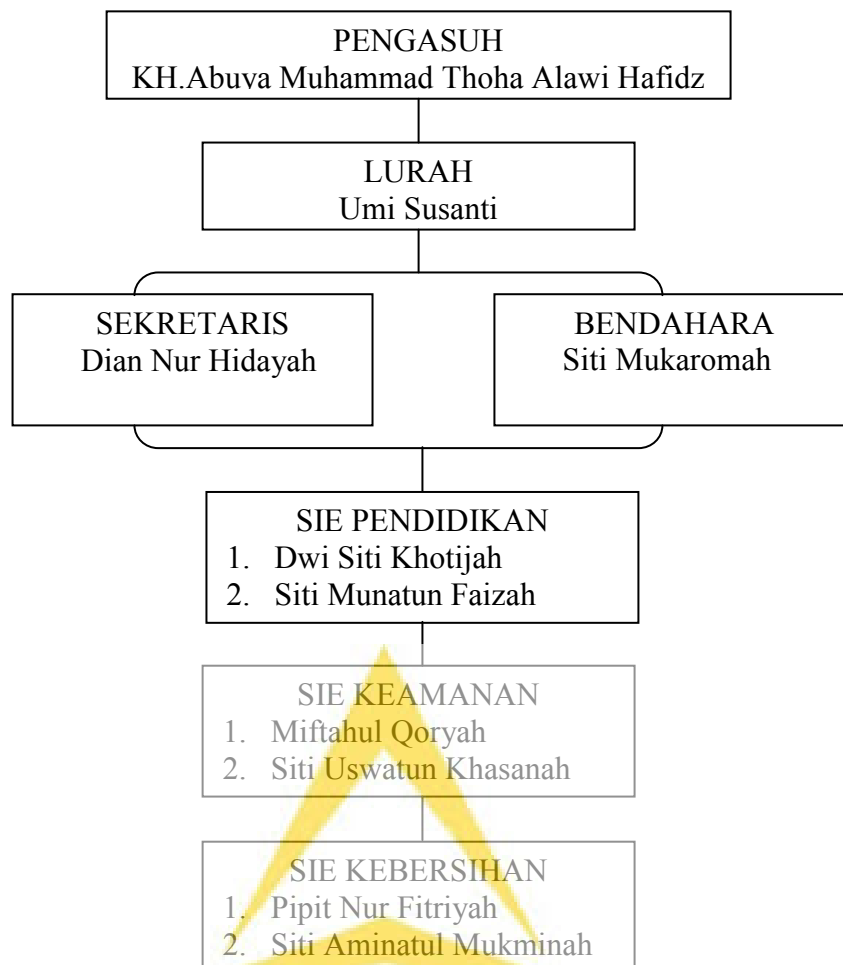 PENGASUH
KH.Abuva Muhammad Thoha Alawi Hafidz
LURAH
Umi Susanti
SEKRETARIS
Dian Nur Hidayah
BENDAHARA
Siti Mukaromah
SIE PENDIDIKAN
1. Dwi Siti Khotijah
2. Siti Munatun Faizah
SIE KEAMANAN
1. Miftahul Qoryah
2. Siti Uswatun Khasanah
SIE KEBERSIHAN
1. Pipit Nur Fitriyah
2. Siti Aminatul Mukminah